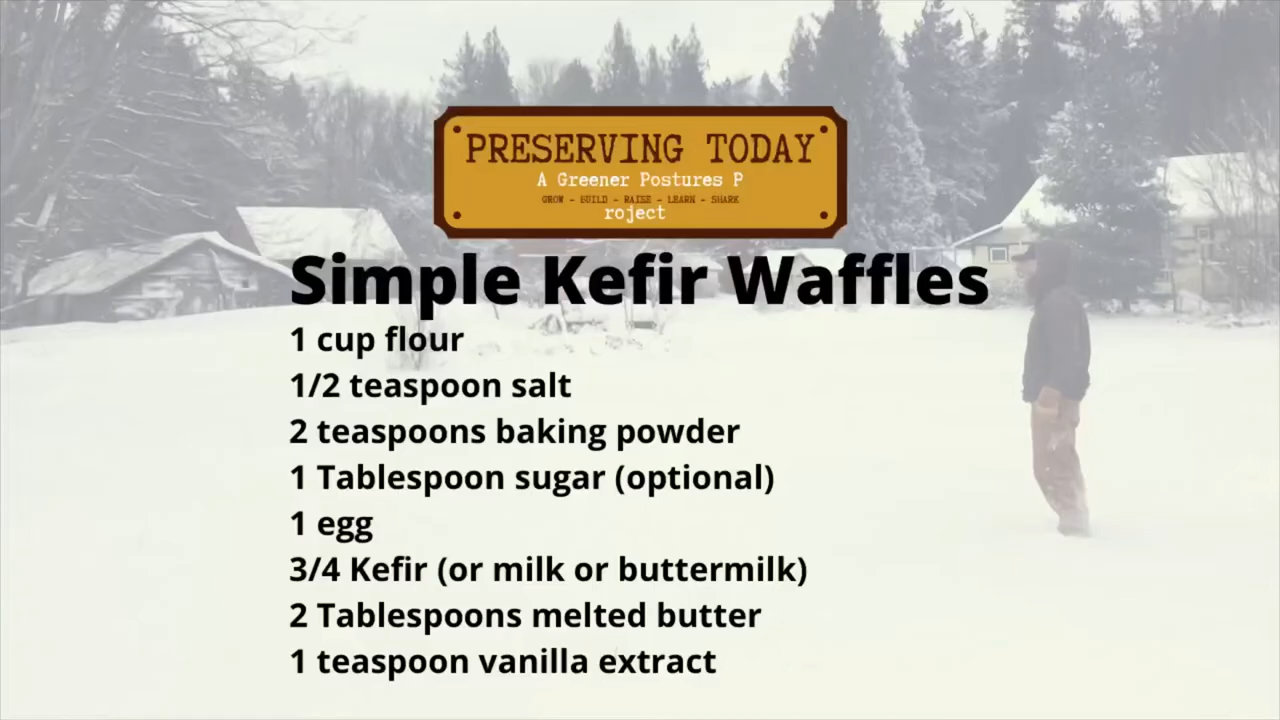 PRESERVING TODAY
A Greener Postures P
GROW - BUILD - RAISE - LEARN - SHARK
roject
Simple Kefir Waffles
1 cup flour
1/2 teaspoon salt
2 teaspoons baking powder
1 Tablespoon sugar (optional)
1 egg
3/4 Kefir (or milk or buttermilk)
2 Tablespoons melted butter
1 teaspoon vanilla extract